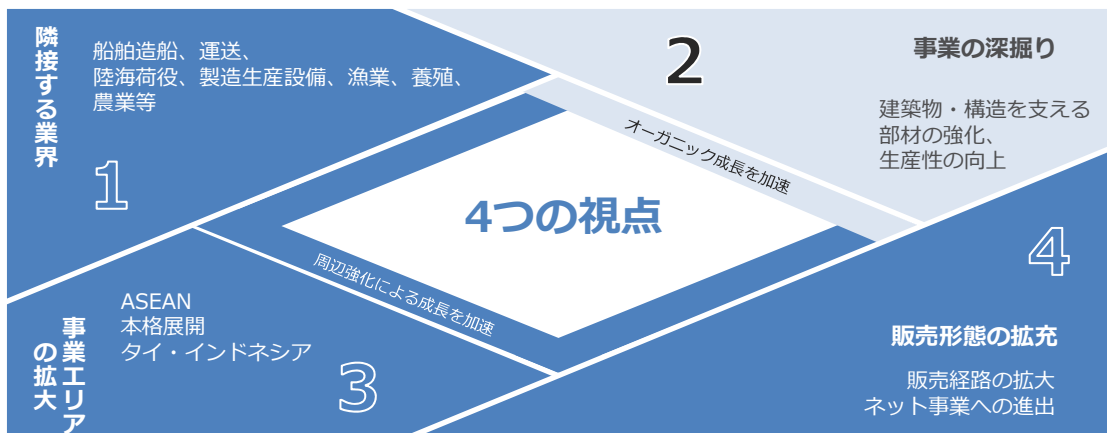 隣接する業界
船舶造船、運送、
陸海荷役、製造生産設備、漁業、養殖、
農業等
1
2
事業の深掘り
建築物・構造を支える
部材の強化、
生産性の向上
オーガニック成長を加速
4つの視点
周辺強化による成長を加速
事業エリア
の拡大
ASEAN
本格展開
タイ・インドネシア
3
4
販売形態の拡充
販売経路の拡大
ネット事業への進出